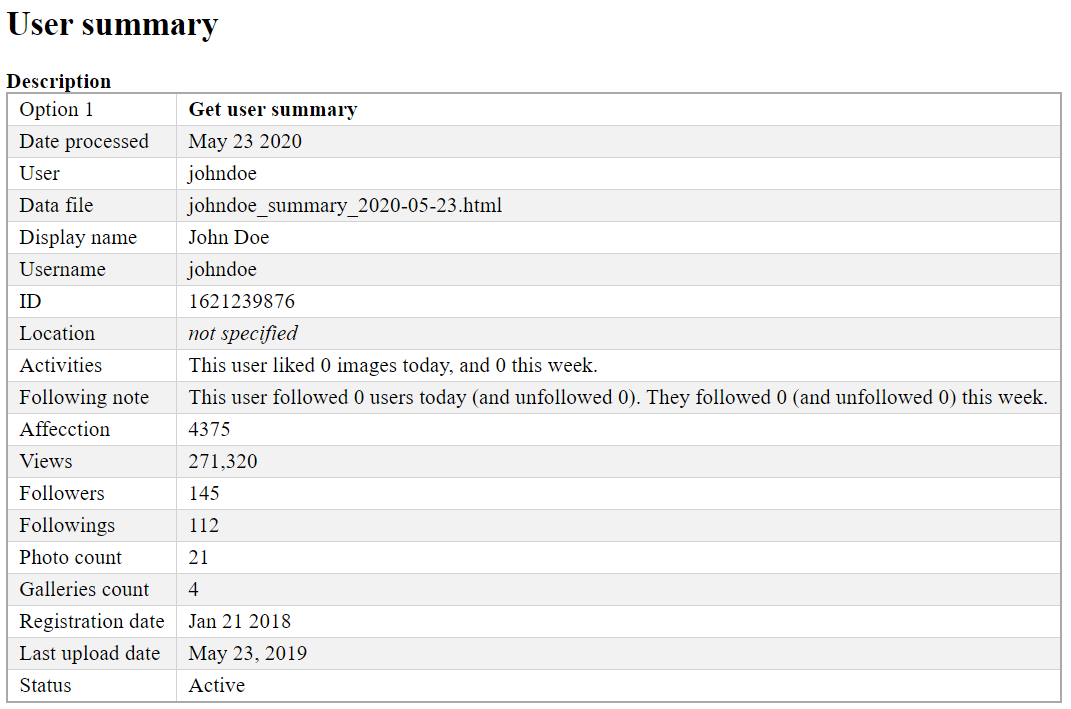 User summary
Description
Option 1 Get user summary
Date processed May 23 2020
User johndoe
Data file johndoe_summary_2020-05-23.html
Display name John Doe
Username johndoe
ID 1621239876
Location not specified
Activities This user liked 0 images today, and 0 this week.
Following note This user followed 0 users today (and unfollowed 0). They followed 0 (and unfollowed 0) this week.
Affecction 4375
Views 271,320
Followers 145
Followings 112
Photo count 21
Galleries count 4
Registration date Jan 21 2018
Last upload date May 23, 2019
Status Active